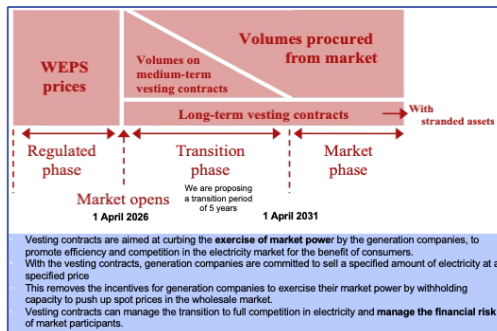 WEPS
prices
Volumes on
medium-term
vesting contracts
Volumes procured
from market
Long-term vesting contracts
With
stranded assets
Regulated
phase
Transition
phase
Market
phase
Market opens
We are proposing
a transition period
of 5 years
1 April 2026
1 April 2031
Vesting contracts are aimed at curbing the exercise of market power by the generation companies, to
promote efficiency and competition in the electricity market for the benefit of consumers.
With the vesting contracts, generation companies are committed to sell a specified amount of electricity at a
specified price
This removes the incentives for generation companies to exercise their market power by withholding
capacity to push up spot prices in the wholesale market.
Vesting contracts can manage the transition to full competition in electricity and manage the financial risk
of market participants.